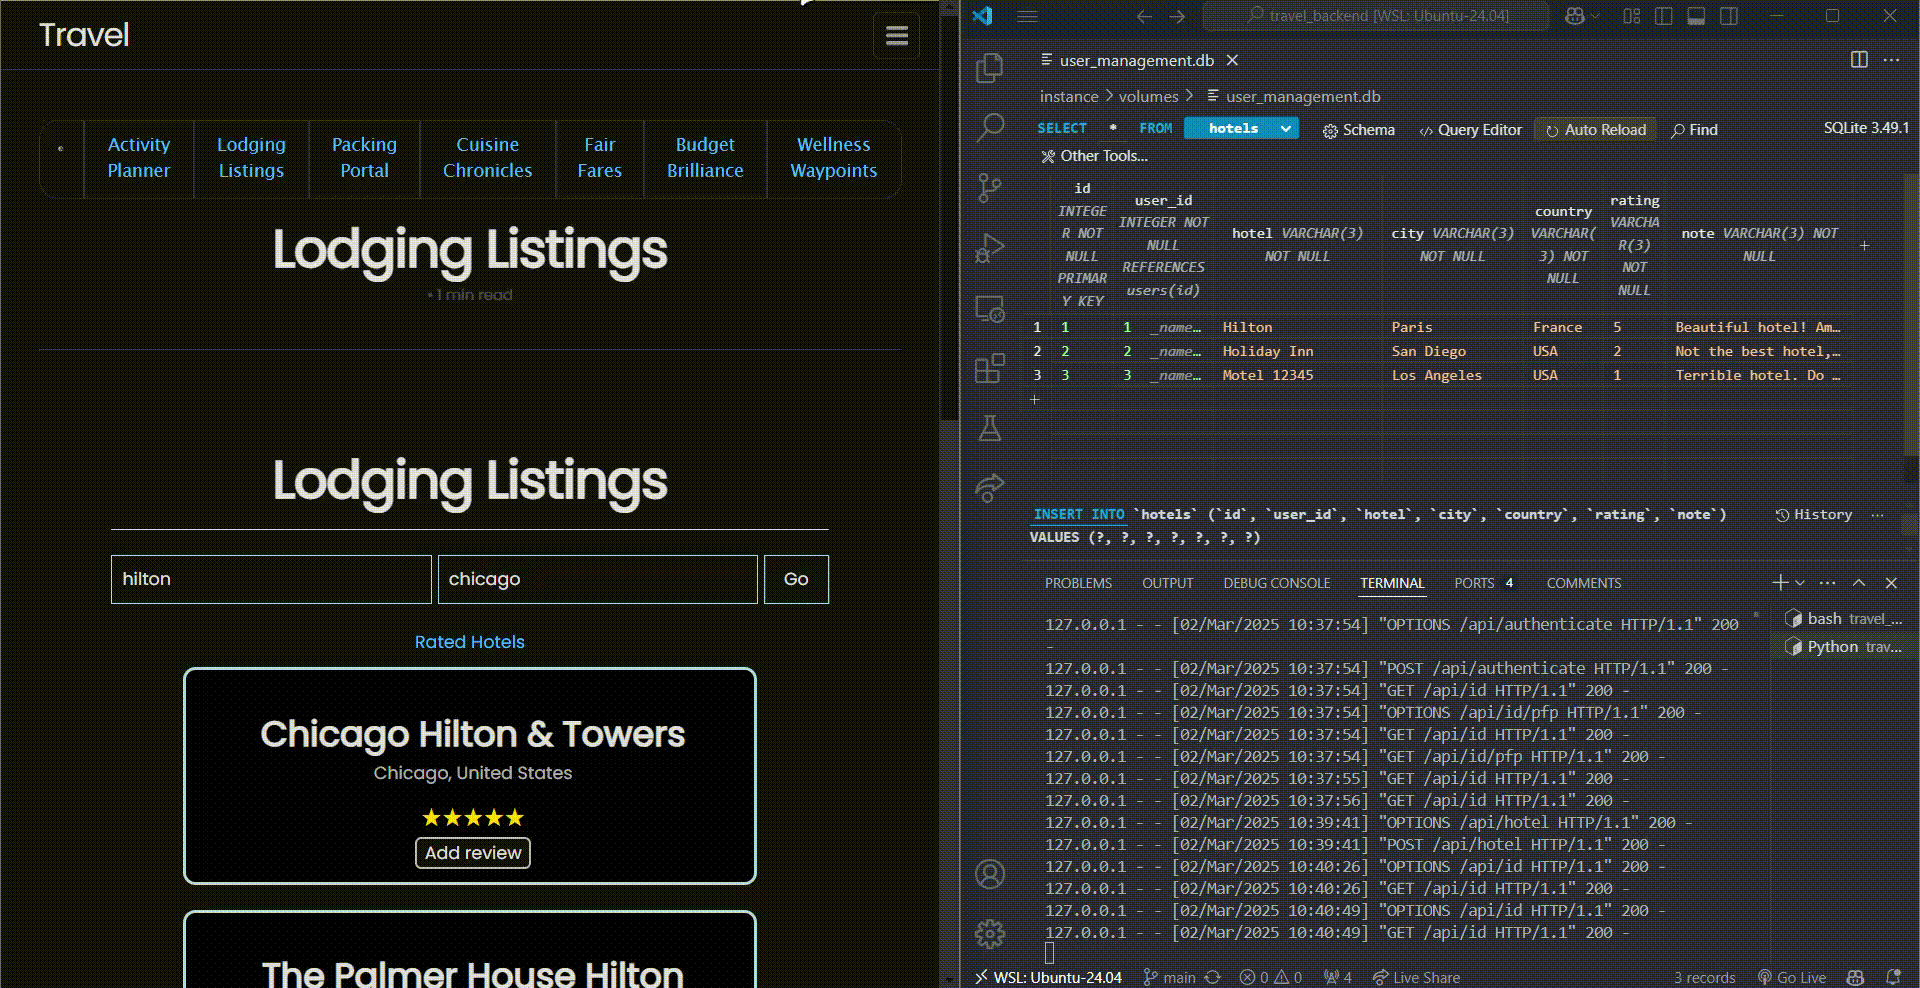 Travel
Activity Planner
Lodging Listings
Packing Portal
Cuisine Chronicles
Fair Fares
Budget Brilliance
Wellness Waypoints
Lodging Listings
• 1 min read
Lodging Listings
hilton
chicago
Go
Rated Hotels
Chicago Hilton & Towers
Chicago, United States
★★★★★
Add review
The Palmer House Hilton
travel_backend [WSL: Ubuntu-24.04]
user_management.db
instance > volumes > user_management.db
SELECT * FROM hotels Schema Query Editor Auto Reload Find SQLite 3.49.1
Other Tools...
id INTEGER NOT NULL PRIMARY KEY
user_id INTEGER NOT NULL REFERENCES users(id)
hotel VARCHAR(3) NOT NULL
city VARCHAR(3) NOT NULL
country VARCHAR(3) NOT NULL
rating VARCHAR(3) NOT NULL
note VARCHAR(3) NOT NULL
1 1 1 _name… Hilton Paris France 5 Beautiful hotel! Am…
2 2 2 _name… Holiday Inn San Diego USA 2 Not the best hotel,…
3 3 3 _name… Motel 12345 Los Angeles USA 1 Terrible hotel. Do …
INSERT INTO `hotels` (`id`, `user_id`, `hotel`, `city`, `country`, `rating`, `note`) History
VALUES (?, ?, ?, ?, ?, ?, ?)
PROBLEMS OUTPUT DEBUG CONSOLE TERMINAL PORTS 4 COMMENTS
bash travel_...
Python trav...
127.0.0.1 - - [02/Mar/2025 10:37:54] "OPTIONS /api/authenticate HTTP/1.1" 200
-
127.0.0.1 - - [02/Mar/2025 10:37:54] "POST /api/authenticate HTTP/1.1" 200 -
127.0.0.1 - - [02/Mar/2025 10:37:54] "GET /api/id HTTP/1.1" 200 -
127.0.0.1 - - [02/Mar/2025 10:37:54] "OPTIONS /api/id/pfp HTTP/1.1" 200 -
127.0.0.1 - - [02/Mar/2025 10:37:54] "GET /api/id HTTP/1.1" 200 -
127.0.0.1 - - [02/Mar/2025 10:37:54] "GET /api/id/pfp HTTP/1.1" 200 -
127.0.0.1 - - [02/Mar/2025 10:37:55] "GET /api/id HTTP/1.1" 200 -
127.0.0.1 - - [02/Mar/2025 10:37:56] "GET /api/id HTTP/1.1" 200 -
127.0.0.1 - - [02/Mar/2025 10:39:41] "OPTIONS /api/hotel HTTP/1.1" 200 -
127.0.0.1 - - [02/Mar/2025 10:39:41] "POST /api/hotel HTTP/1.1" 200 -
127.0.0.1 - - [02/Mar/2025 10:40:26] "OPTIONS /api/id HTTP/1.1" 200 -
127.0.0.1 - - [02/Mar/2025 10:40:26] "GET /api/id HTTP/1.1" 200 -
127.0.0.1 - - [02/Mar/2025 10:40:49] "OPTIONS /api/id HTTP/1.1" 200 -
127.0.0.1 - - [02/Mar/2025 10:40:49] "GET /api/id HTTP/1.1" 200 -
WSL: Ubuntu-24.04 main 0 0 4 Live Share 3 records Go Live